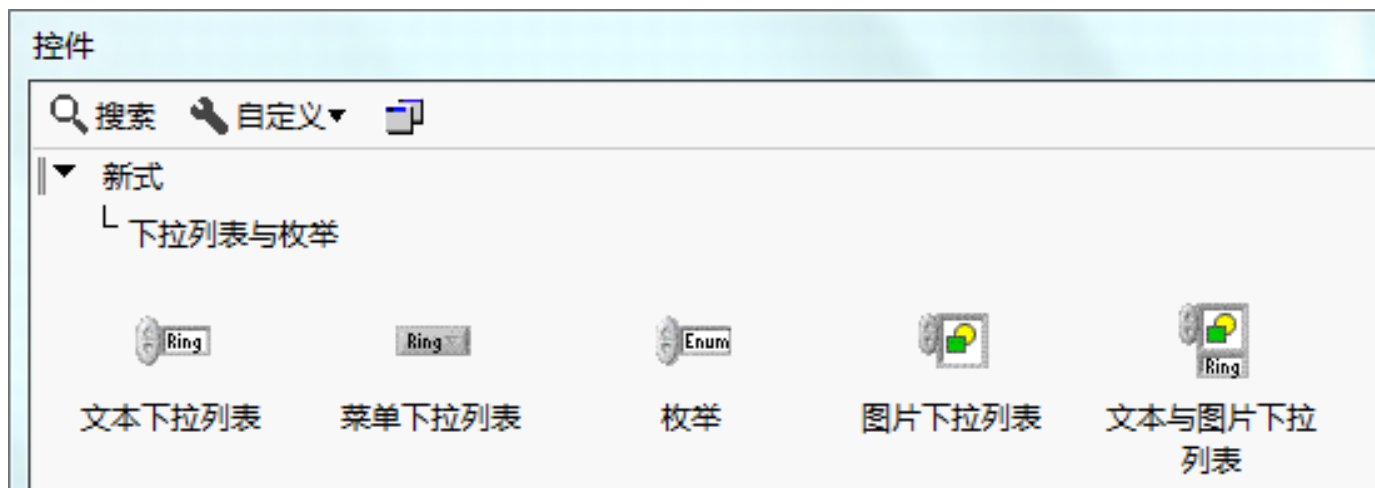 控件
搜索 自定义
新式
下拉列表与枚举
Ring Ring Enum Ring
文本下拉列表 菜单下拉列表 枚举 图片下拉列表 文本与图片下拉
列表